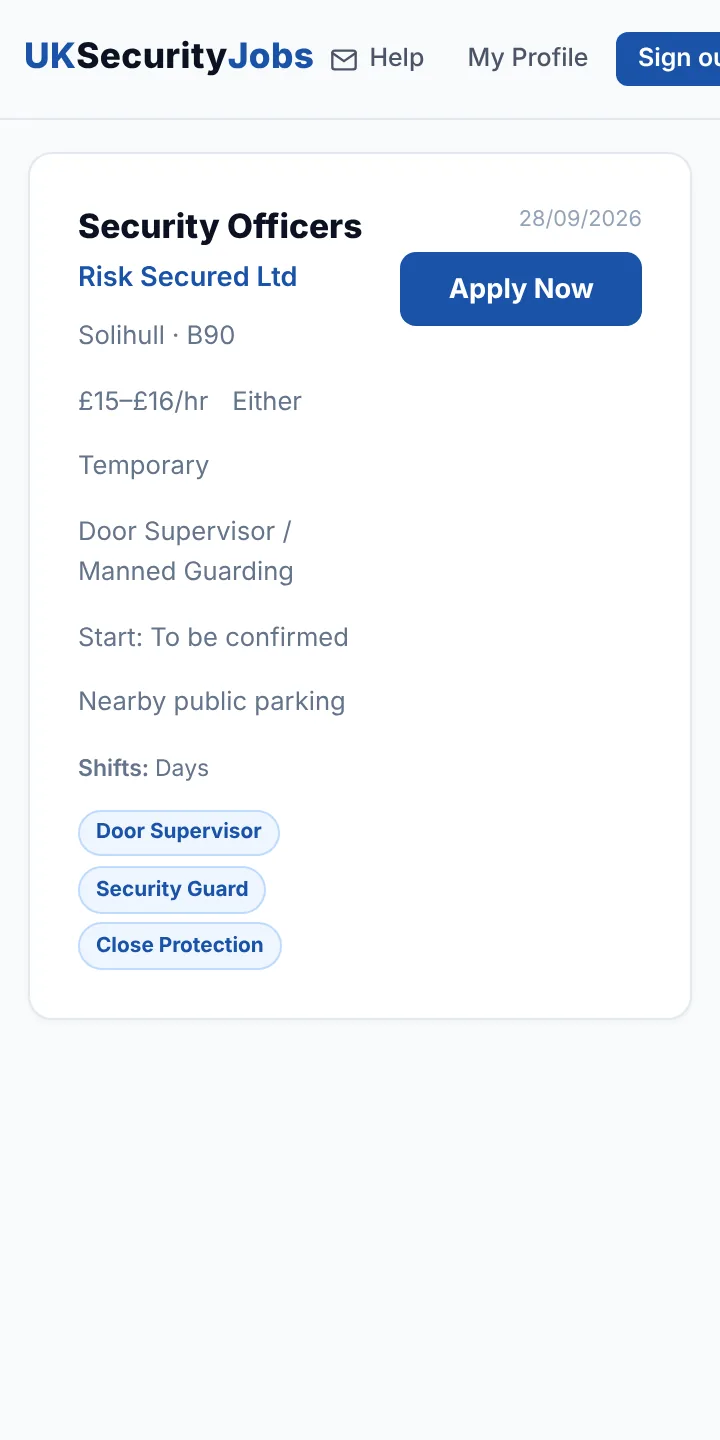 UKSecurityJobs Help My Profile Sign ou
Security Officers
28/09/2026
Risk Secured Ltd
Apply Now
Solihull · B90
£15–£16/hr Either
Temporary
Door Supervisor /
Manned Guarding
Start: To be confirmed
Nearby public parking
Shifts: Days
Door Supervisor
Security Guard
Close Protection